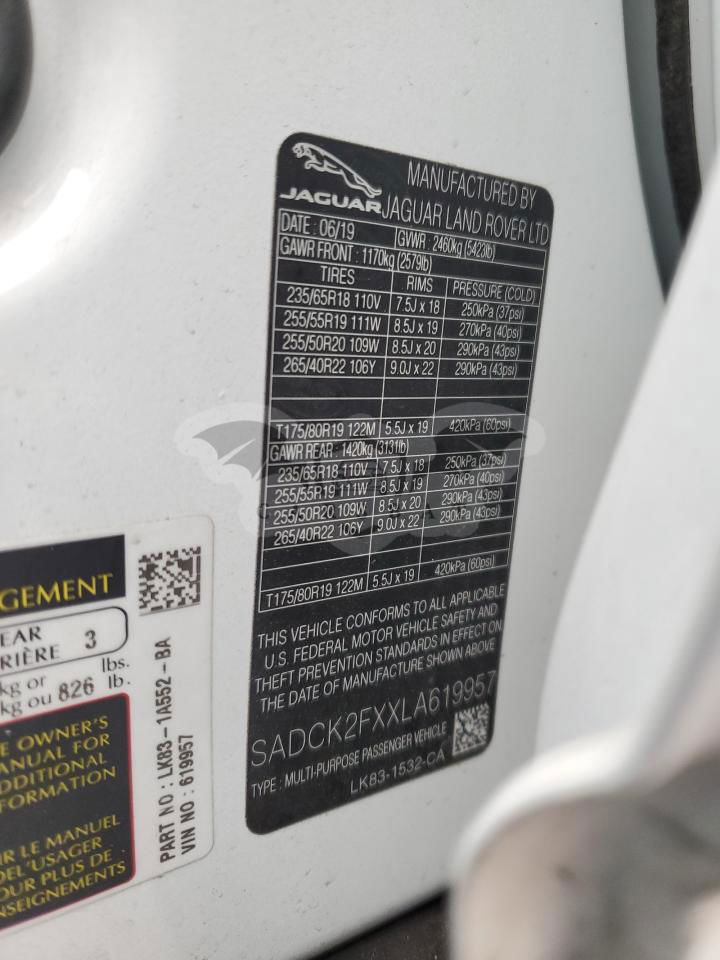 JAGUAR
MANUFACTURED BY
JAGUAR LAND ROVER LTD
DATE: 06/19 GVWR : 2460kg (5423lb)
GAWR FRONT : 1170kg (2579lb)
TIRES RIMS PRESSURE (COLD)
235/65R18 110V 7.5J x 18 250kPa (37psi)
255/55R19 111W 8.5J x 19 270kPa (40psi)
255/50R20 109W 8.5J x 20 290kPa (43psi)
265/40R22 106Y 9.0J x 22 290kPa (43psi)
T175/80R19 122M 5.5J x 19 420kPa (60psi)
GAWR REAR : 1420kg (3131lb)
235/65R18 110V 7.5J x 18 250kPa (37psi)
255/55R19 111W 8.5J x 19 270kPa (40psi)
255/50R20 109W 8.5J x 20 290kPa (43psi)
265/40R22 106Y 9.0J x 22 290kPa (43psi)
T175/80R19 122M 5.5J x 19 420kPa (60psi)
THIS VEHICLE CONFORMS TO ALL APPLICABLE
U.S. FEDERAL MOTOR VEHICLE SAFETY AND
THEFT PREVENTION STANDARDS IN EFFECT ON
DATE OF MANUFACTURE SHOWN ABOVE
SADCK2FXXLA619957
TYPE : MULTI-PURPOSE PASSENGER VEHICLE
LK83-1532-CA
GEMENT
EAR
RIÈRE 3
kg or lbs.
kg ou 826 lb.
E OWNER'S
ANUAL FOR
DDITIONAL
FORMATION
IR LE MANUEL
DEL'USAGER
OUR PLUS DE
NSEIGNEMENTS
PART NO : LK83-1A552-BA
VIN NO : 619957